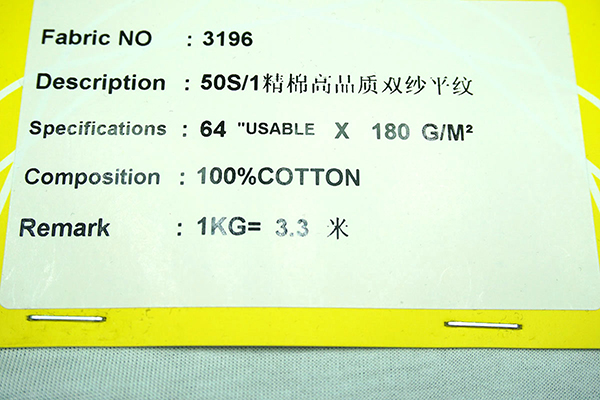 Fabric NO : 3196
Description : 50S/1精棉高品质双纱平纹
Specifications : 64 "USABLE X 180 G/M²
Composition : 100%COTTON
Remark : 1KG= 3.3 米